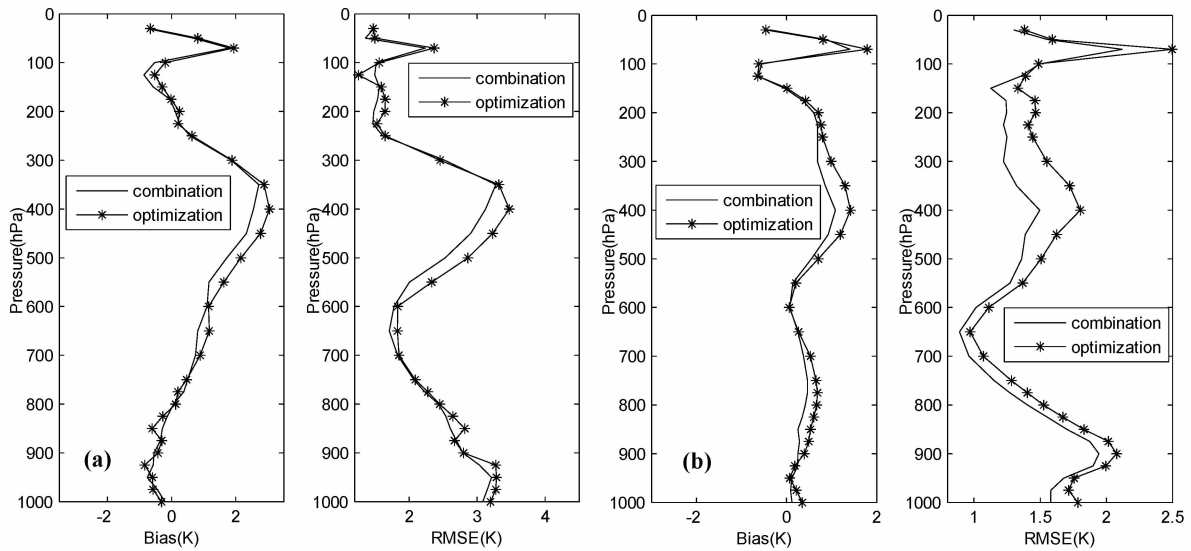 0
100
200
300
400
500
600
700
800
900
1000
Pressure(hPa)
combination
optimization
(a)
-2 0 2
Bias(K)
0
100
200
300
400
500
600
700
800
900
1000
Pressure(hPa)
combination
optimization
2 3 4
RMSE(K)
0
100
200
300
400
500
600
700
800
900
1000
Pressure(hPa)
combination
optimization
(b)
-2 0 2
Bias(K)
0
100
200
300
400
500
600
700
800
900
1000
Pressure(hPa)
combination
optimization
1 1.5 2 2.5
RMSE(K)